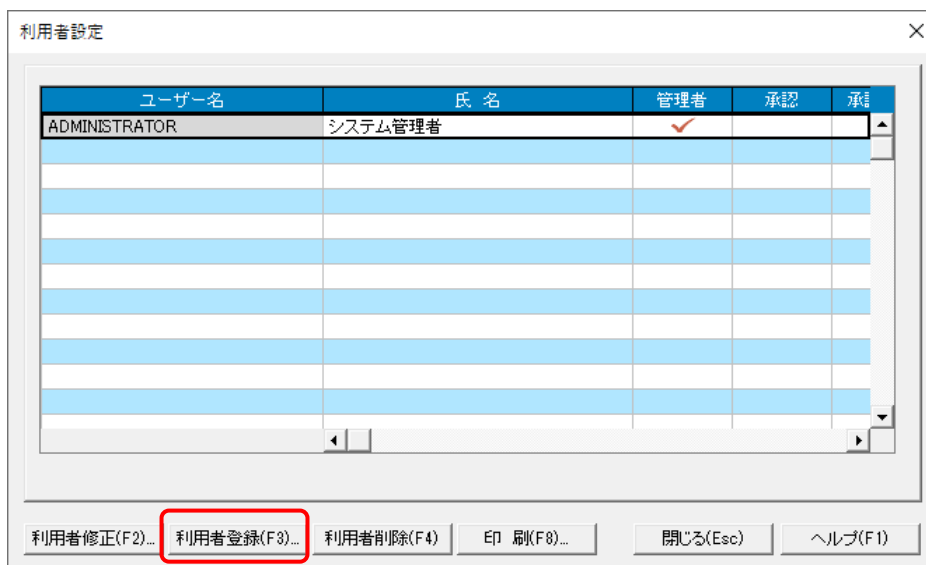 利用者設定
ユーザー名 氏 名 管理者 承認 承
ADMINISTRATOR システム管理者
利用者修正(F2)... 利用者登録(F3)... 利用者削除(F4) 印 刷(F8)... 閉じる(Esc) ヘルプ(F1)